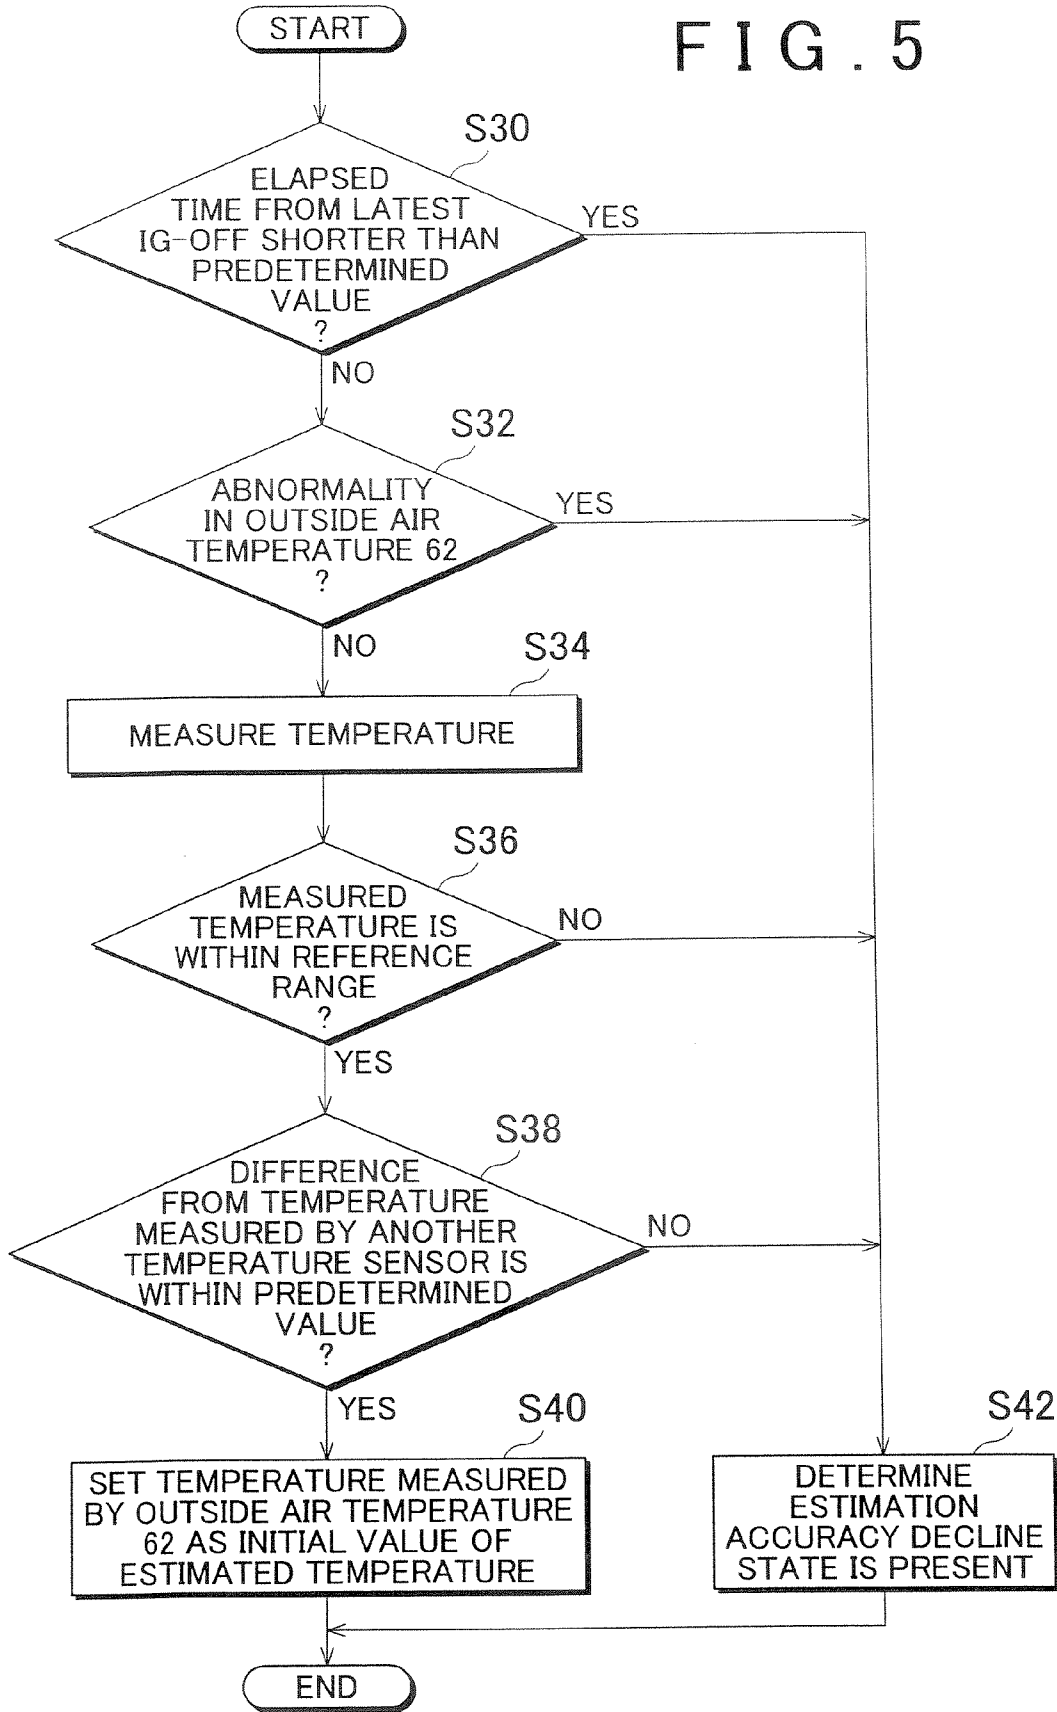 START
FIG. 5
S30
ELAPSED
TIME FROM LATEST
IG-OFF SHORTER THAN
PREDETERMINED
VALUE
?
YES
NO
S32
ABNORMALITY
IN OUTSIDE AIR
TEMPERATURE 62
?
YES
NO
S34
MEASURE TEMPERATURE
S36
MEASURED
TEMPERATURE IS
WITHIN REFERENCE
RANGE
?
NO
YES
S38
DIFFERENCE
FROM TEMPERATURE
MEASURED BY ANOTHER
TEMPERATURE SENSOR IS
WITHIN PREDETERMINED
VALUE
?
NO
YES
S40
SET TEMPERATURE MEASURED
BY OUTSIDE AIR TEMPERATURE
62 AS INITIAL VALUE OF
ESTIMATED TEMPERATURE
S42
DETERMINE
ESTIMATION
ACCURACY DECLINE
STATE IS PRESENT
END